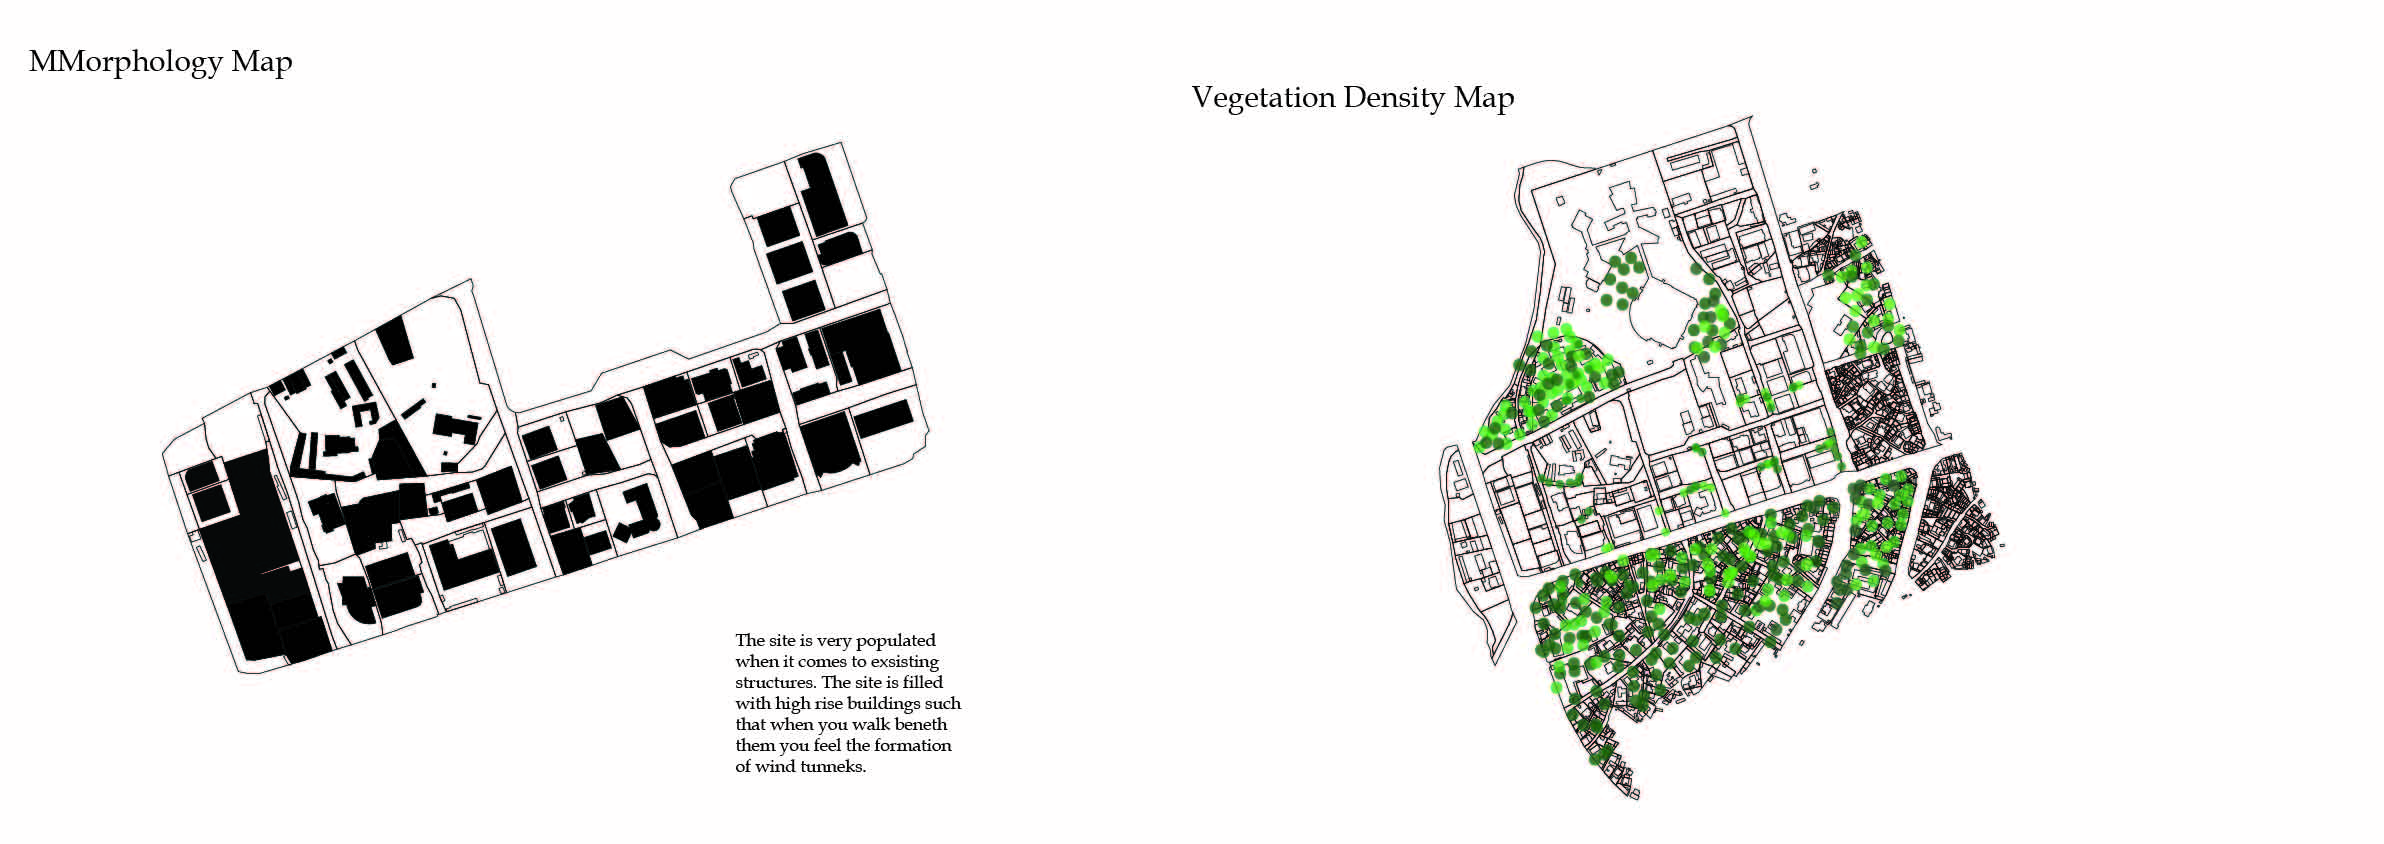 MMorphology Map
Vegetation Density Map
The site is very populated
when it comes to exsisting
structures. The site is filled
with high rise buildings such
that when you walk beneth
them you feel the formation
of wind tunneks.